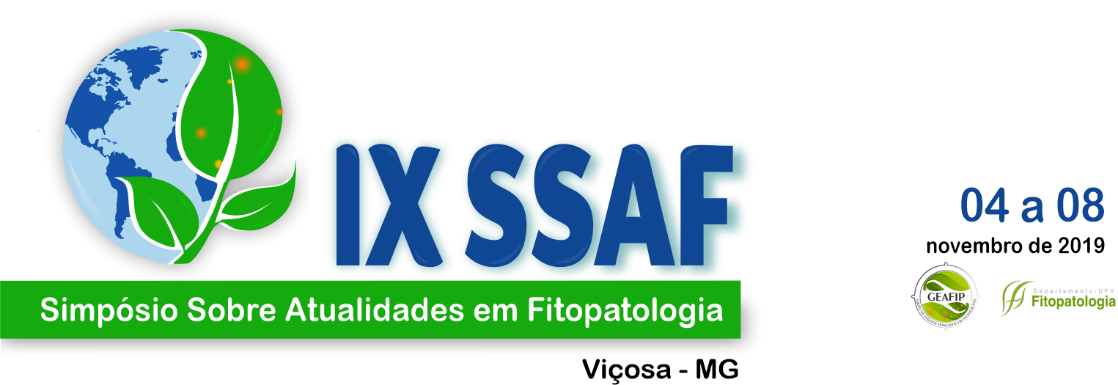 IX SSAF
Simpósio Sobre Atualidades em Fitopatologia
Viçosa - MG
04 a 08
novembro de 2019
GEAFIP
Departamento-UFV
Fitopatologia